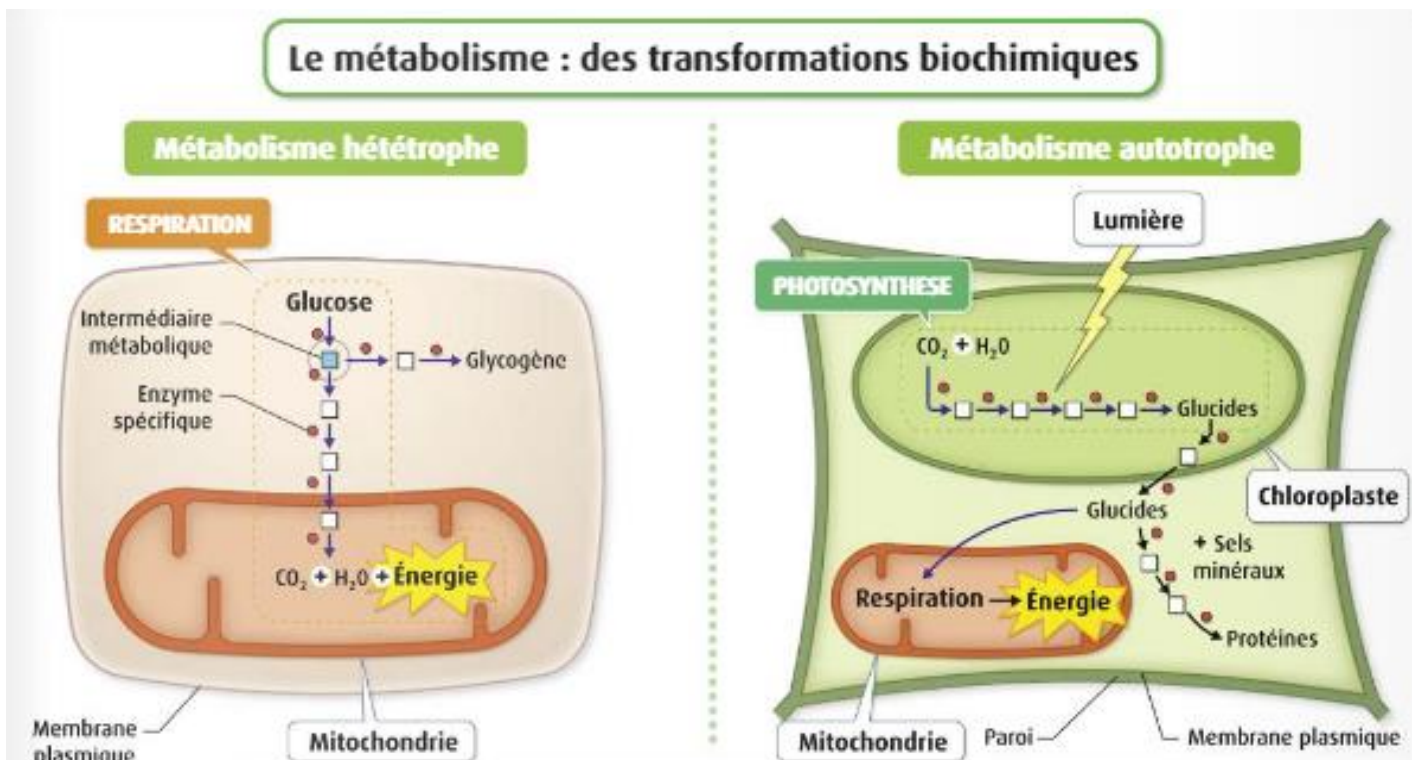 Le métabolisme : des transformations biochimiques
Métabolisme hététrophe
RESPIRATION
Glucose
Intermédiaire
métabolique
Glycogène
Enzyme
spécifique
CO₂ + H₂O + Énergie
Membrane
plasmique
Mitochondrie
Métabolisme autotrophe
Lumière
PHOTOSYNTHESE
CO₂ + H₂O
Glucides
Chloroplaste
Glucides
+ Sels
minéraux
Respiration
Énergie
Protéines
Mitochondrie
Paroi
Membrane plasmique